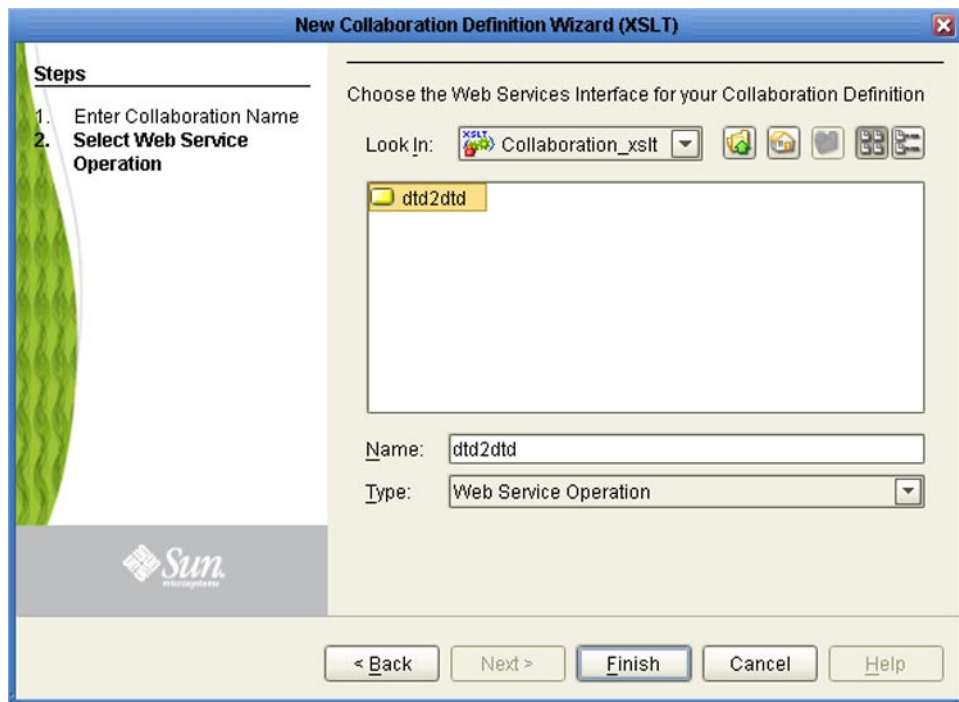 New Collaboration Definition Wizard (XSLT)
Steps
1. Enter Collaboration Name
2. Select Web Service
Operation
Choose the Web Services Interface for your Collaboration Definition
Look In: XSLT Collaboration_xslt
dtd2dtd
Name: dtd2dtd
Type: Web Service Operation
Sun
microsystems
< Back Next > Finish Cancel Help